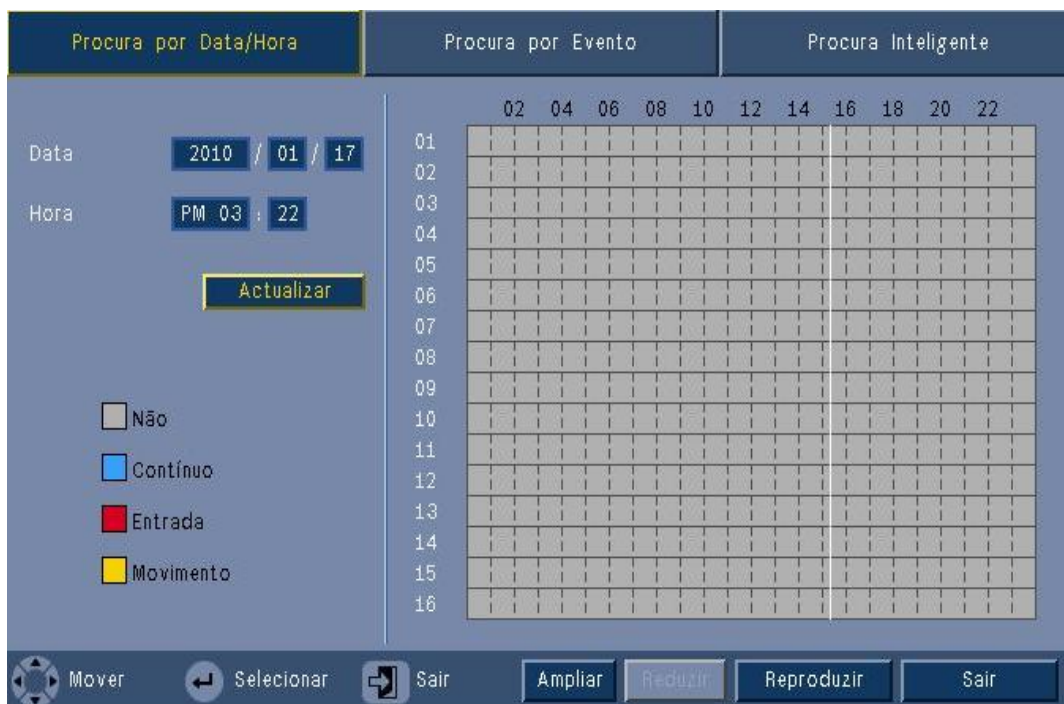 Procura por Data/Hora Procura por Evento Procura Inteligente
02 04 06 08 10 12 14 16 18 20 22
Data 2010 / 01 / 17
Hora PM 03 : 22
Actualizar
Não
Contínuo
Entrada
Movimento
01
02
03
04
05
06
07
08
09
10
11
12
13
14
15
16
Mover Selecionar Sair Ampliar Reduzir Reproduzir Sair